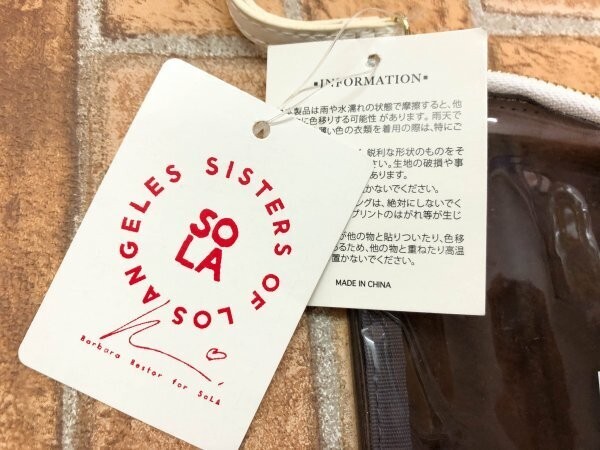 SISTERS OF LOS ANGELES
SO
LA
Barbara Bestor for SoLA
▪INFORMATION▪
製品は雨や水濡れの状態で摩擦すると、他
に色移りする可能性があります。雨天で
薄い色の衣類を着用の際は、特にご
鋭利な形状のものをそ
さい。生地の破損や事
あります。
かないでください。
ングは、絶対にしないでく
プリントのはがれ等が生じ
が他の物と貼りついたり、色移
あるため、他の物と重ねたり高温
置かないでください。
MADE IN CHINA